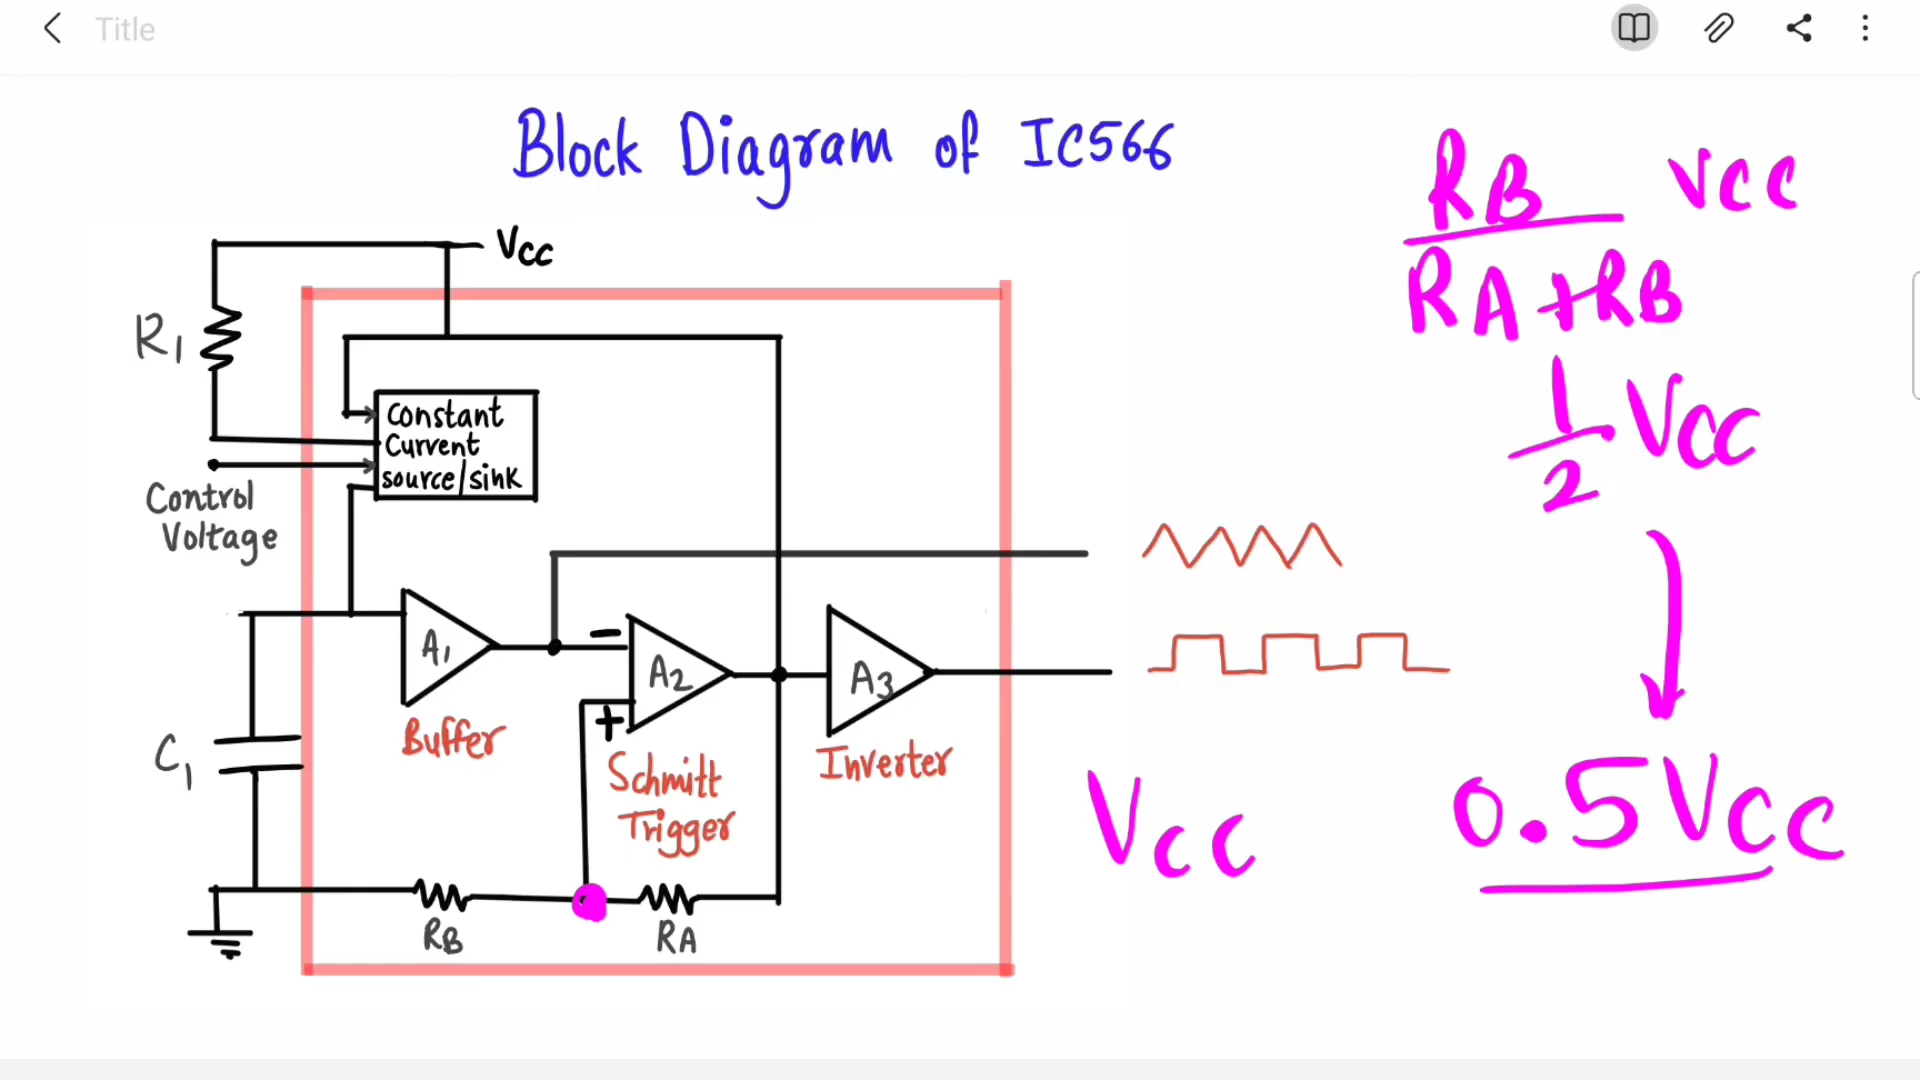 Title
Block Diagram of IC566
RB
RA+RB
VCC
1
2
VCC
0.5VCC
VCC
Vcc
R1
Constant
Current
source/sink
Control
Voltage
A1
Buffer
-
A2
+
Schmitt
Trigger
A3
Inverter
C1
RB
RA